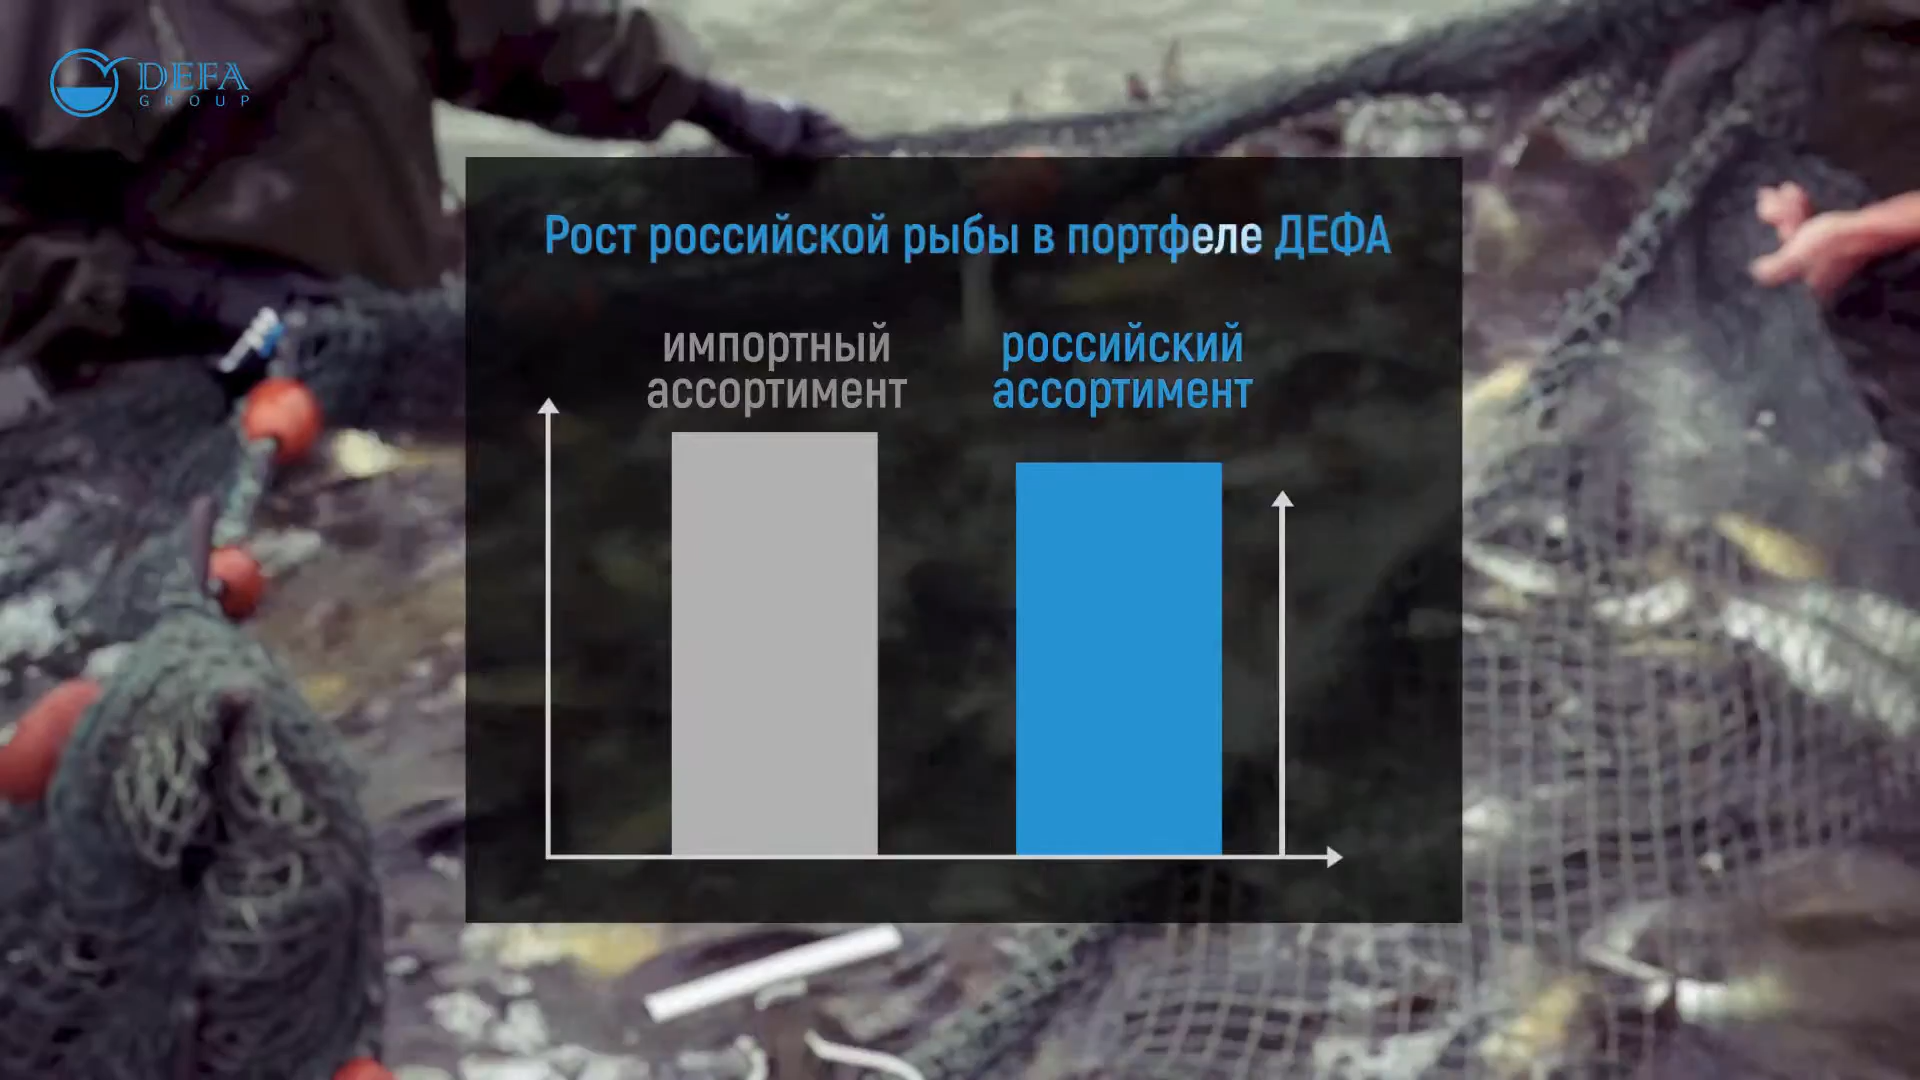 DEFA
GROUP
Рост российской рыбы в портфеле ДЕФА
импортный
ассортимент
российский
ассортимент